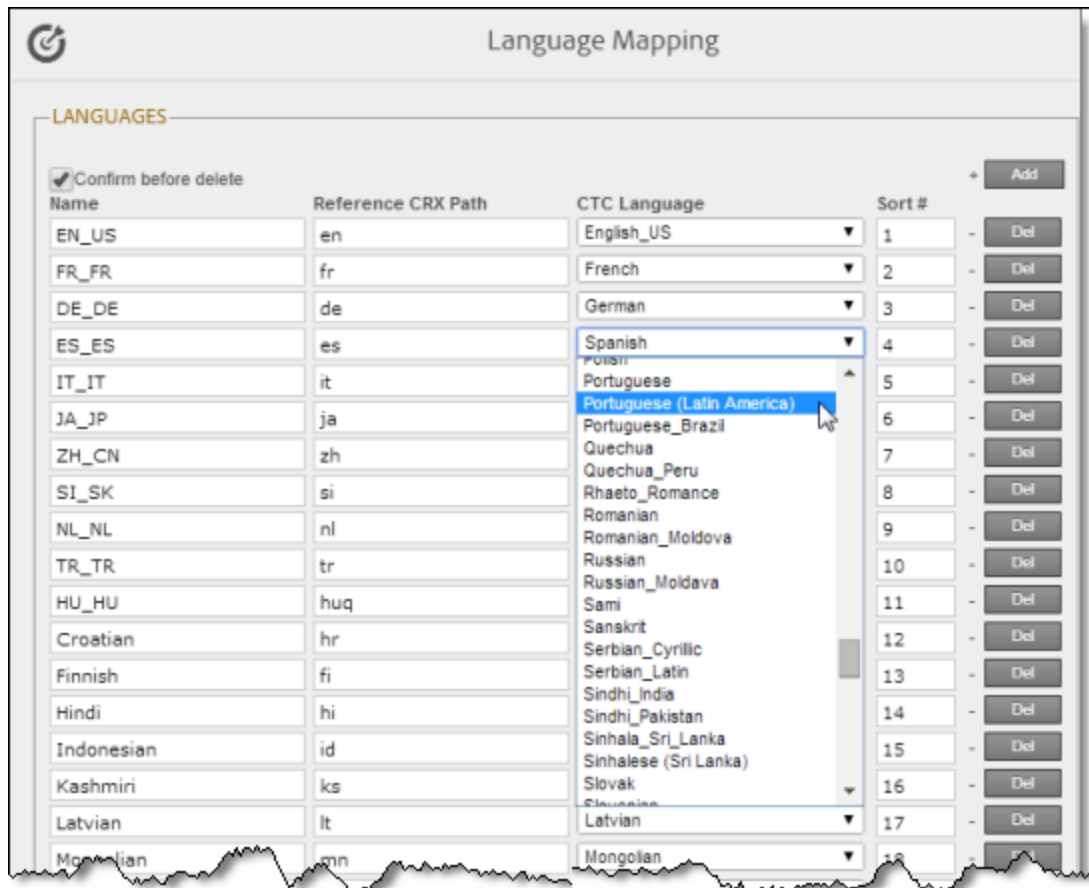 Language Mapping
LANGUAGES
Confirm before delete + Add
Name Reference CRX Path CTC Language Sort #
EN_US en English_US 1 - Del
FR_FR fr French 2 - Del
DE_DE de German 3 - Del
ES_ES es Spanish 4 - Del
Polish
IT_IT it Portuguese 5 - Del
Portuguese (Latin America)
JA_JP ja Portuguese_Brazil 6 - Del
Quechua
ZH_CN zh Quechua_Peru 7 - Del
SI_SK si Rhaeto_Romance 8 - Del
Romanian
NL_NL nl Romanian_Moldova 9 - Del
TR_TR tr Russian 10 - Del
Russian_Moldava
HU_HU huq Sami 11 - Del
Sanskrit
Croatian hr Serbian_Cyrillic 12 - Del
Finnish fi Serbian_Latin 13 - Del
Sindhi_India
Hindi hi Sindhi_Pakistan 14 - Del
Sinhala_Sri_Lanka
Indonesian id Sinhalese (Sri Lanka) 15 - Del
Kashmiri ks Slovak 16 - Del
Slovenian
Latvian lt Latvian 17 - Del
mn Mongolian 18